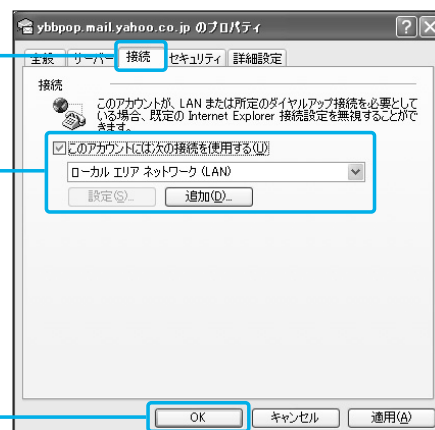 ybbpop.mail.yahoo.co.jp のプロパティ
全般 サーバー 接続 セキュリティ 詳細設定
接続
このアカウントが、LAN または所定のダイヤルアップ接続を必要として
いる場合、既定の Internet Explorer 接続設定を無視することがで
きます。
このアカウントには次の接続を使用する(U)
ローカル エリア ネットワーク (LAN)
設定(S)... 追加(D)...
OK キャンセル 適用(A)